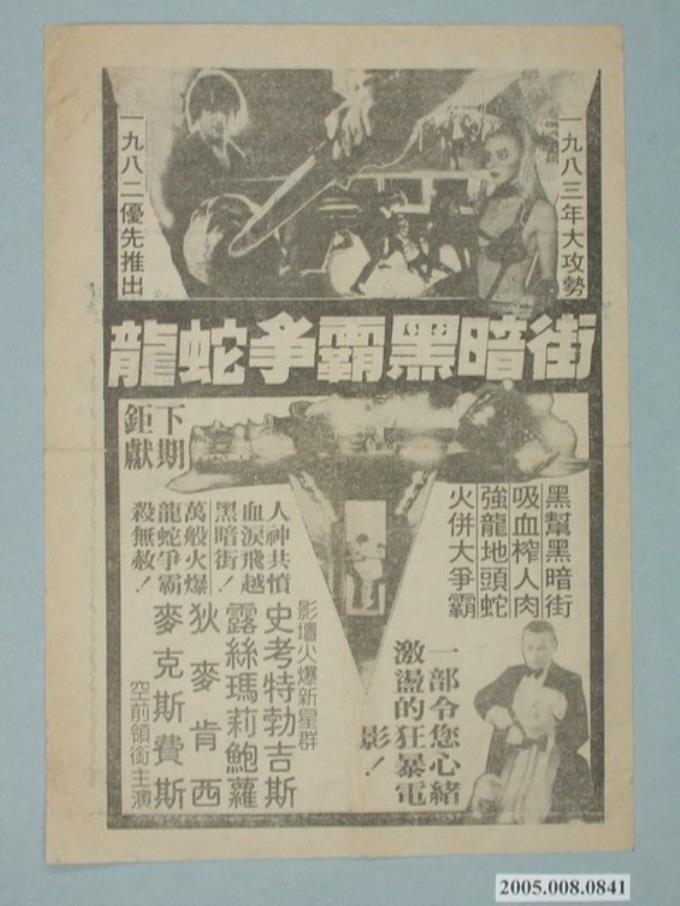 一九八三年大攻勢
一九八二優先推出
龍蛇爭霸黑暗街
下期
鉅獻
黑幫黑暗街
吸血榨人肉
強龍地頭蛇
火併大爭霸
人神共憤
血淚飛越
黑暗街！
萬般火爆
龍蛇爭霸
殺無赦！
一部令您心緒
激盪的狂暴電
影！
影壇火爆新星群
史考特勃吉斯
露絲瑪莉鮑蘿
狄麥肯西
麥克斯費斯
空前領銜主演
2005.008.0841